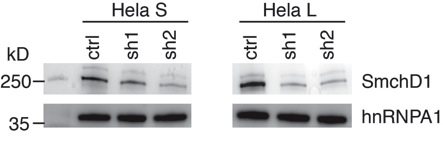 Hela S Hela L
kD ctrl sh1 sh2 ctrl sh1 sh2
250 SmchD1
35 hnRNPA1